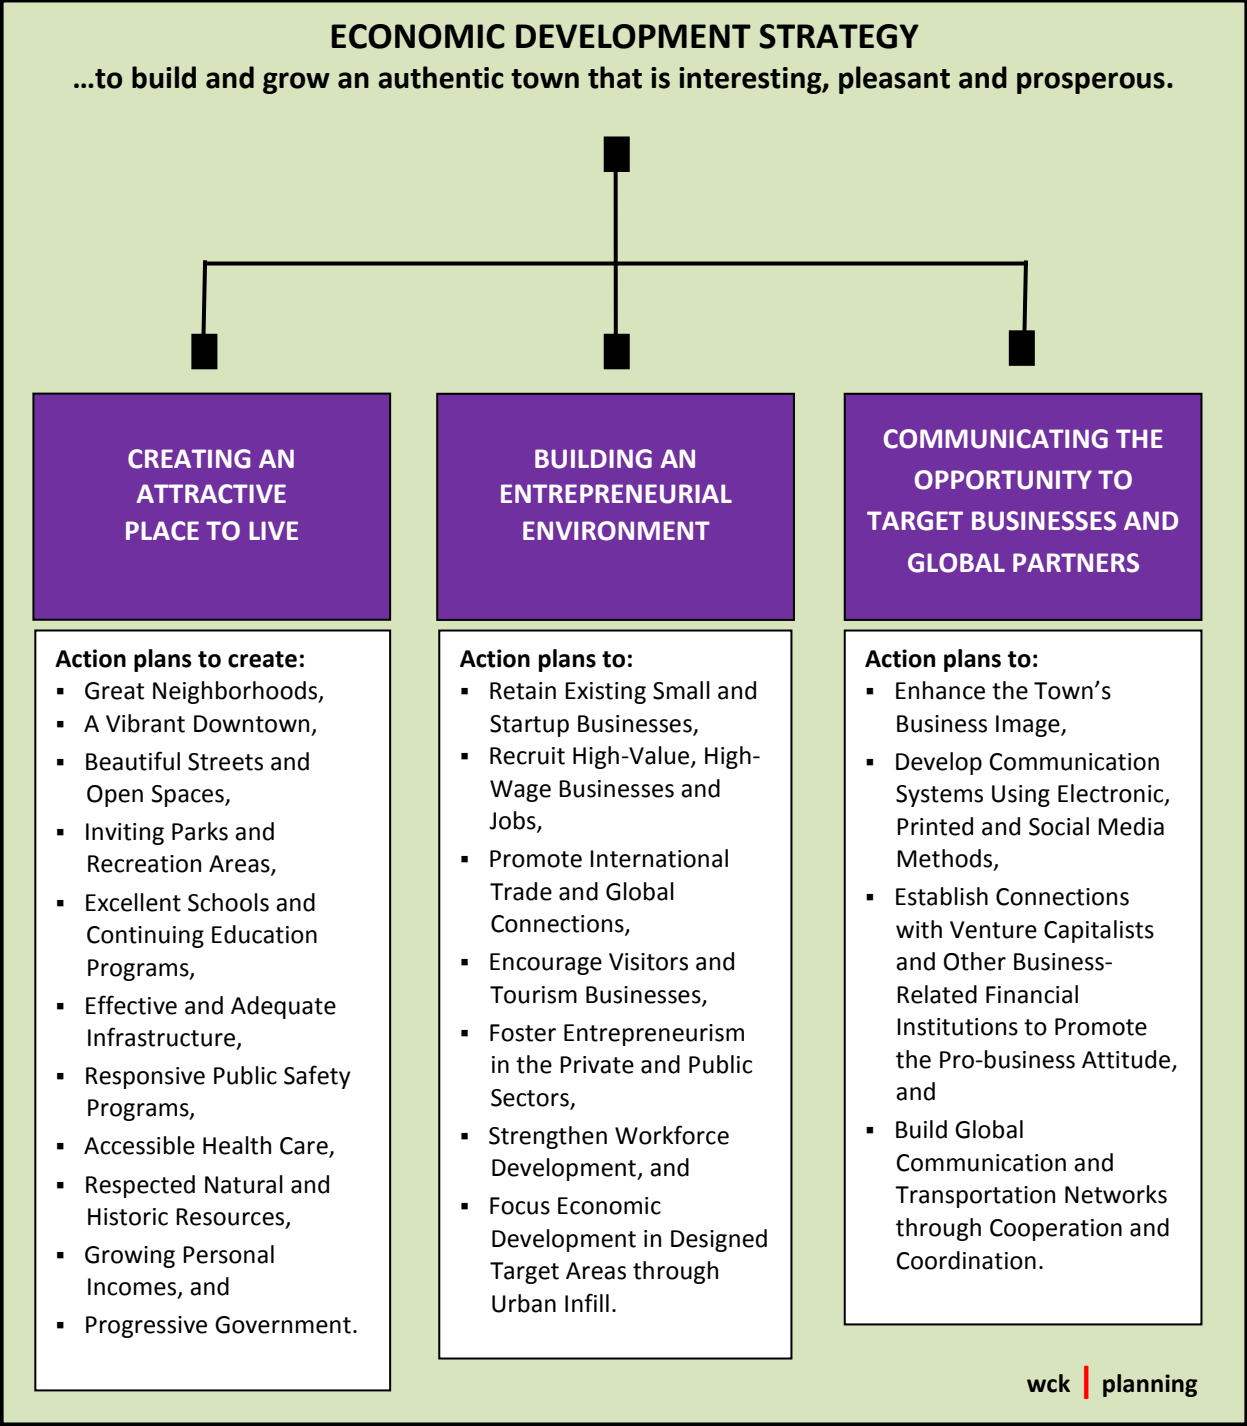 ECONOMIC DEVELOPMENT STRATEGY
…to build and grow an authentic town that is interesting, pleasant and prosperous.
CREATING AN
ATTRACTIVE
PLACE TO LIVE
Action plans to create:
▪ Great Neighborhoods,
▪ A Vibrant Downtown,
▪ Beautiful Streets and
Open Spaces,
▪ Inviting Parks and
Recreation Areas,
▪ Excellent Schools and
Continuing Education
Programs,
▪ Effective and Adequate
Infrastructure,
▪ Responsive Public Safety
Programs,
▪ Accessible Health Care,
▪ Respected Natural and
Historic Resources,
▪ Growing Personal
Incomes, and
▪ Progressive Government.
BUILDING AN
ENTREPRENEURIAL
ENVIRONMENT
Action plans to:
▪ Retain Existing Small and
Startup Businesses,
▪ Recruit High-Value, High-
Wage Businesses and
Jobs,
▪ Promote International
Trade and Global
Connections,
▪ Encourage Visitors and
Tourism Businesses,
▪ Foster Entrepreneurism
in the Private and Public
Sectors,
▪ Strengthen Workforce
Development, and
▪ Focus Economic
Development in Designed
Target Areas through
Urban Infill.
COMMUNICATING THE
OPPORTUNITY TO
TARGET BUSINESSES AND
GLOBAL PARTNERS
Action plans to:
▪ Enhance the Town’s
Business Image,
▪ Develop Communication
Systems Using Electronic,
Printed and Social Media
Methods,
▪ Establish Connections
with Venture Capitalists
and Other Business-
Related Financial
Institutions to Promote
the Pro-business Attitude,
and
▪ Build Global
Communication and
Transportation Networks
through Cooperation and
Coordination.
wck | planning